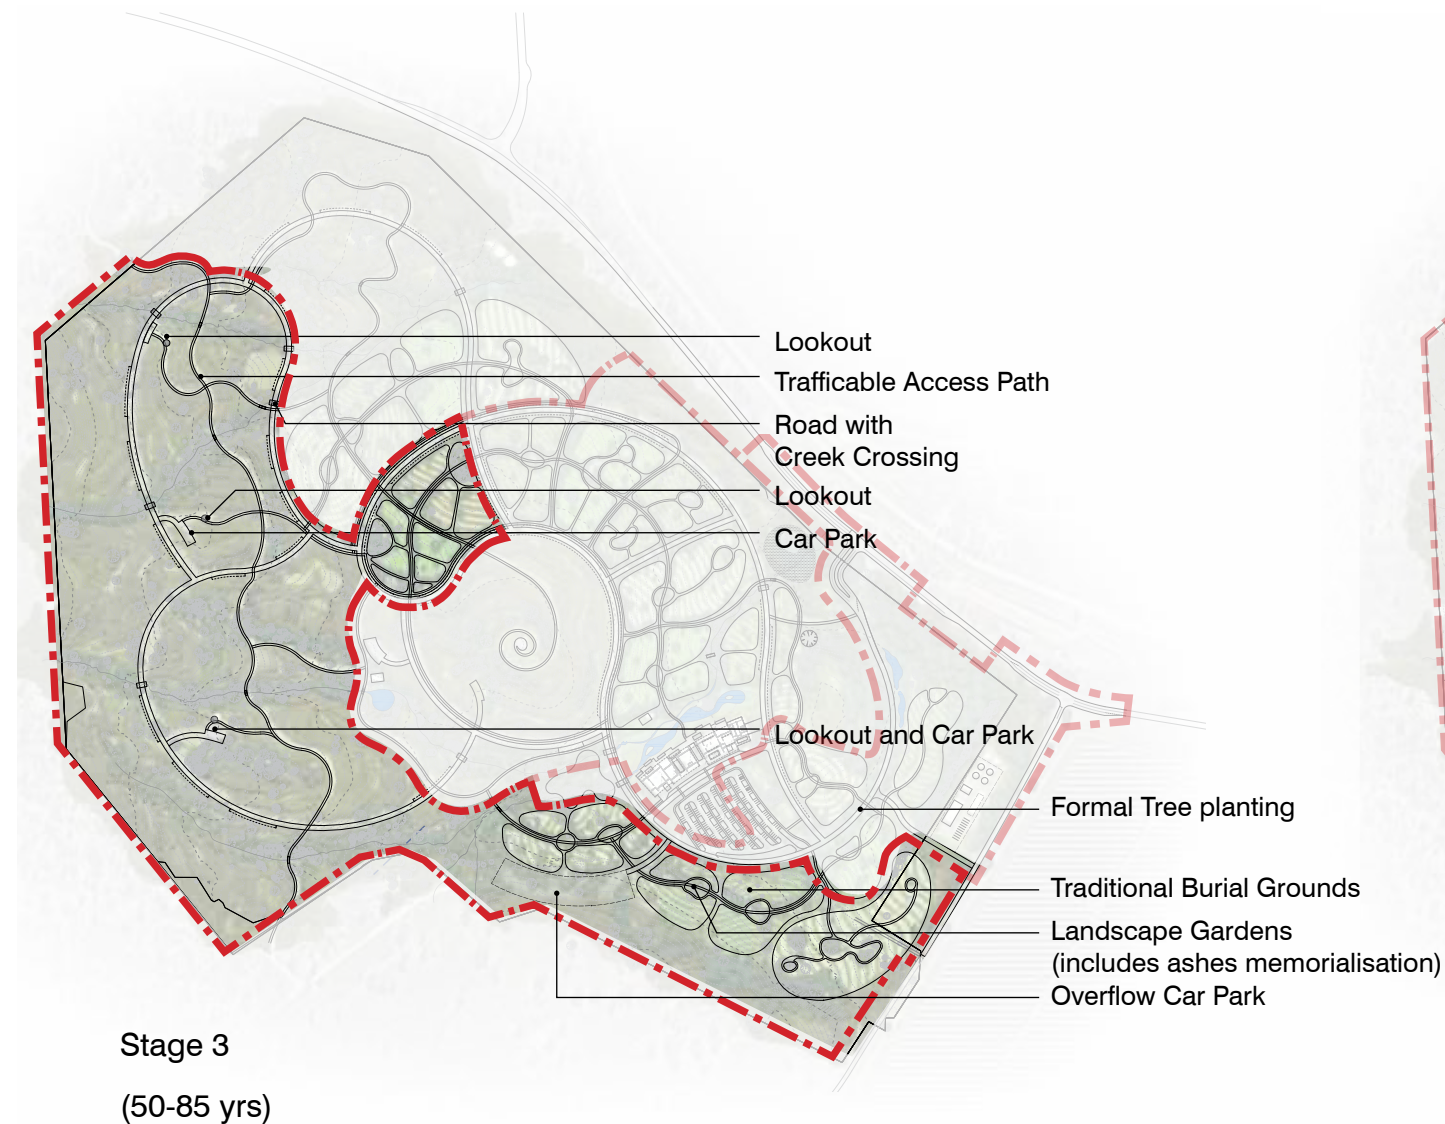 Lookout
Trafficable Access Path
Road with
Creek Crossing
Lookout
Car Park
Lookout and Car Park
Formal Tree planting
Traditional Burial Grounds
Landscape Gardens
(includes ashes memorialisation)
Overflow Car Park
Stage 3
(50-85 yrs)